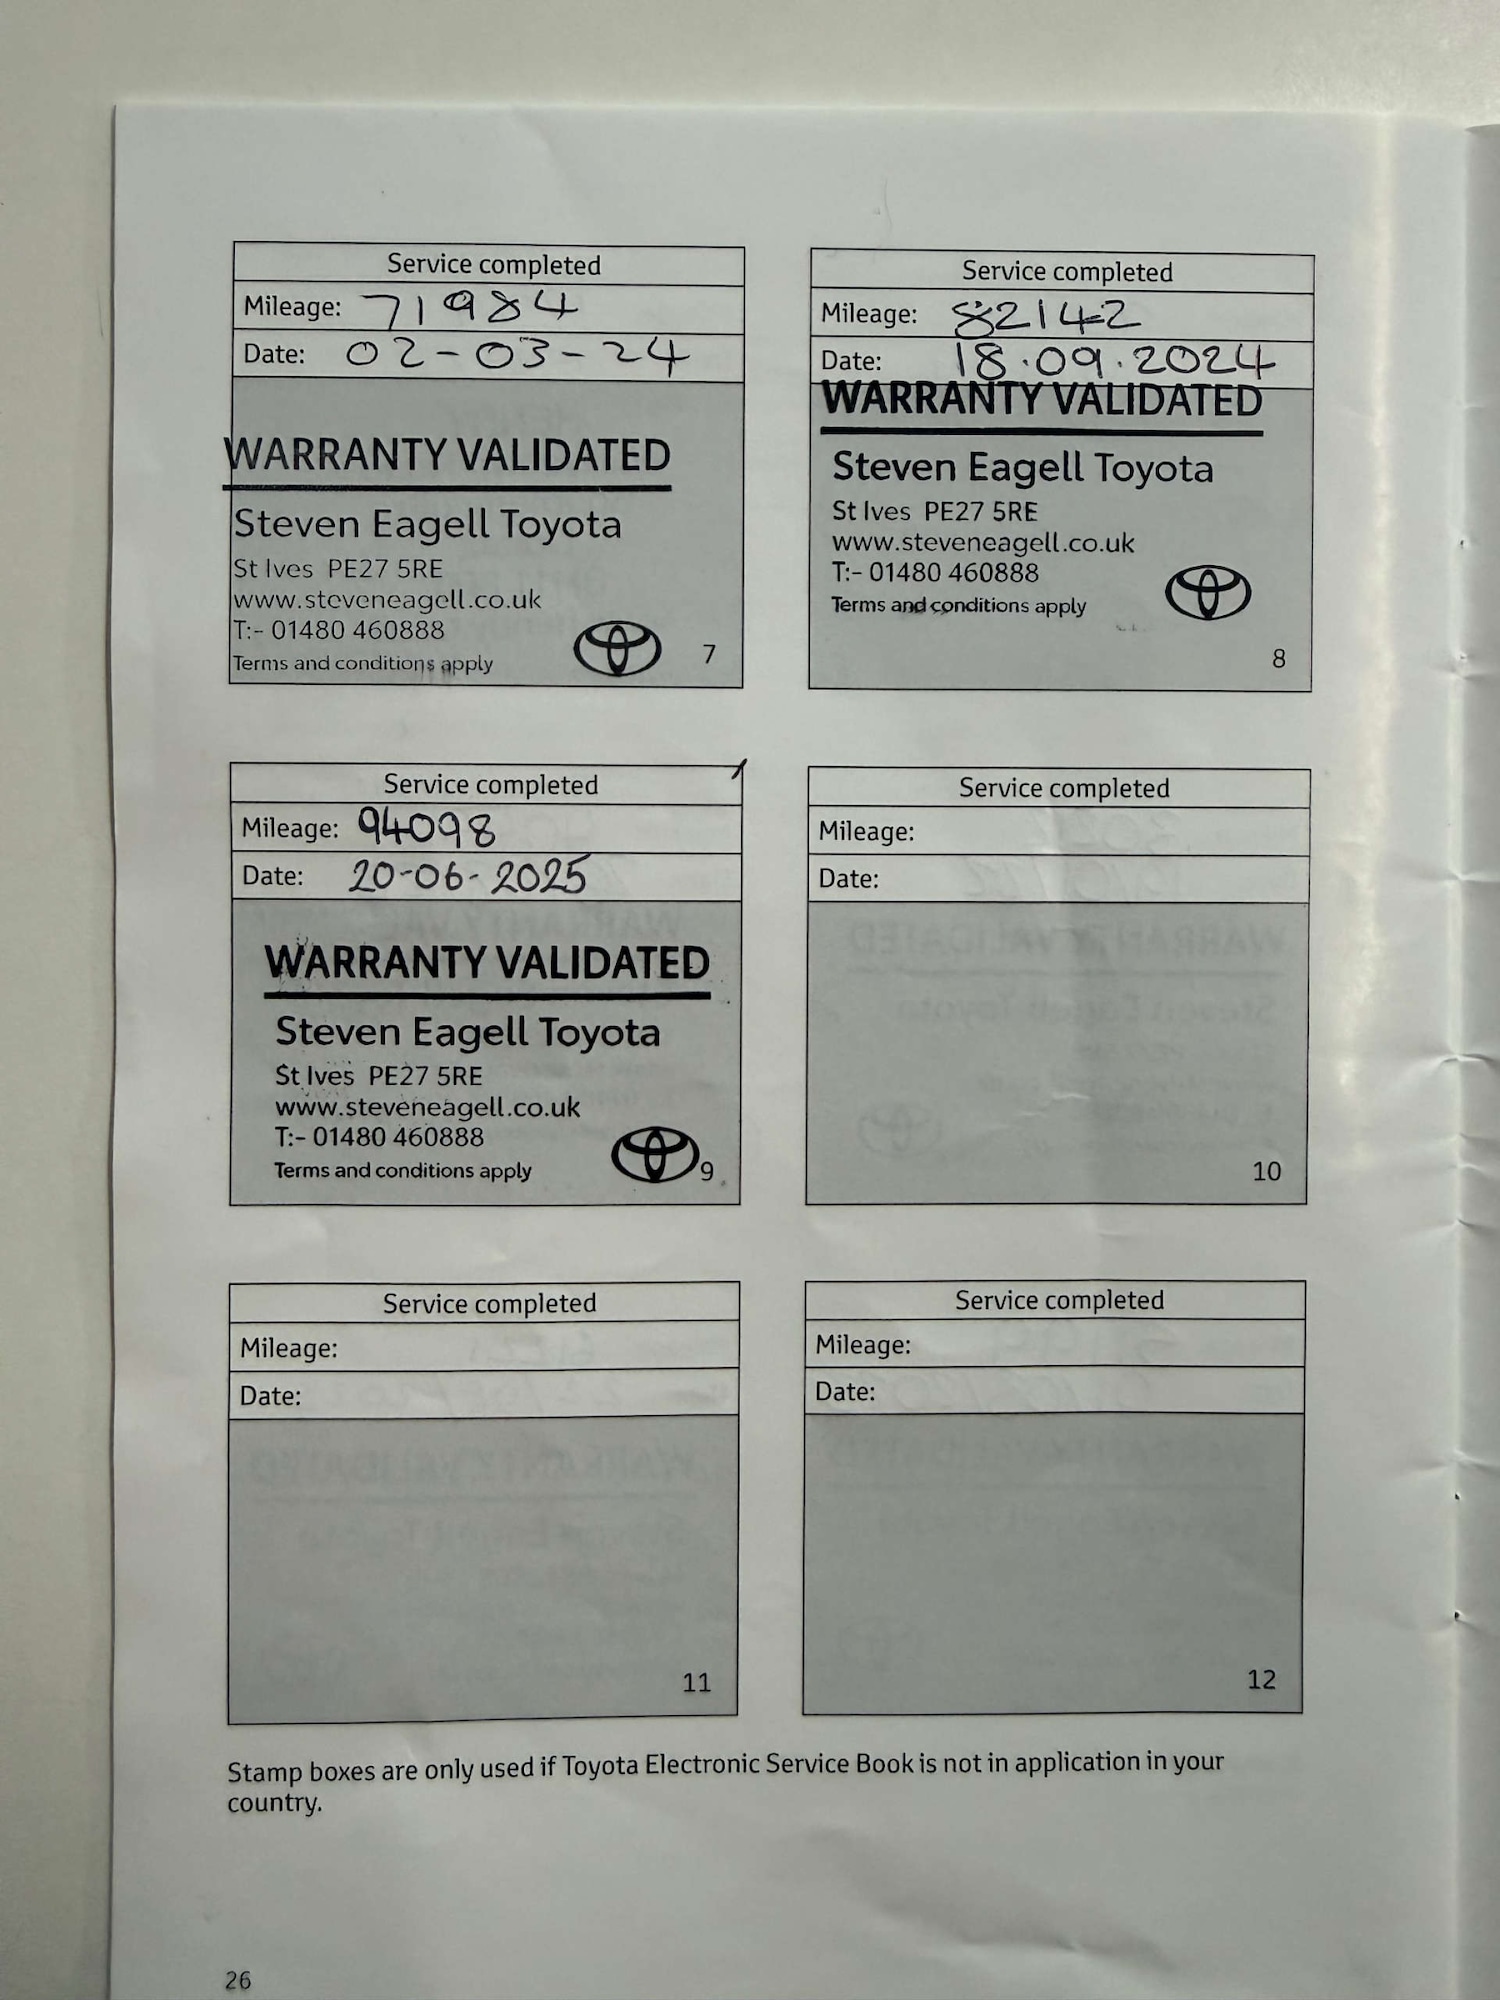 Service completed
Mileage: 71984
Date: 02-03-24
WARRANTY VALIDATED
Steven Eagell Toyota
St Ives PE27 5RE
www.steveneagell.co.uk
T:- 01480 460888
Terms and conditions apply
7
Service completed
Mileage: 82142
Date: 18.09.2024
WARRANTY VALIDATED
Steven Eagell Toyota
St Ives PE27 5RE
www.steveneagell.co.uk
T:- 01480 460888
Terms and conditions apply
8
Service completed
Mileage: 94098
Date: 20-06-2025
WARRANTY VALIDATED
Steven Eagell Toyota
St Ives PE27 5RE
www.steveneagell.co.uk
T:- 01480 460888
Terms and conditions apply
9
Service completed
Mileage:
Date:
10
Service completed
Mileage:
Date:
11
Service completed
Mileage:
Date:
12
Stamp boxes are only used if Toyota Electronic Service Book is not in application in your
country.
26